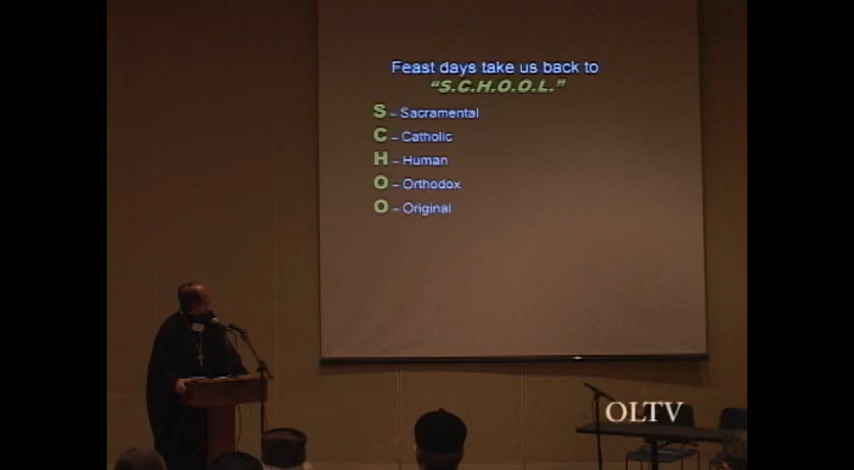 Feast days take us back to
"S.C.H.O.O.L."
S – Sacramental
C – Catholic
H – Human
O – Orthodox
O – Original
OLTV